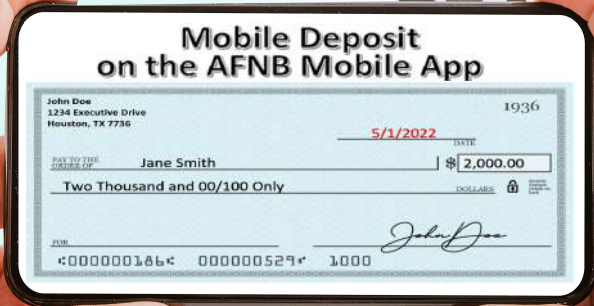 Mobile Deposit
on the AFNB Mobile App
John Doe
1234 Executive Drive
Houston, TX 7736
1936
5/1/2022
DATE
PAY TO THE
ORDER OF
Jane Smith
$ 2,000.00
Two Thousand and 00/100 Only
DOLLARS
John Doe
FOR
⑆000000186⑆ 000000529⑈ 1000